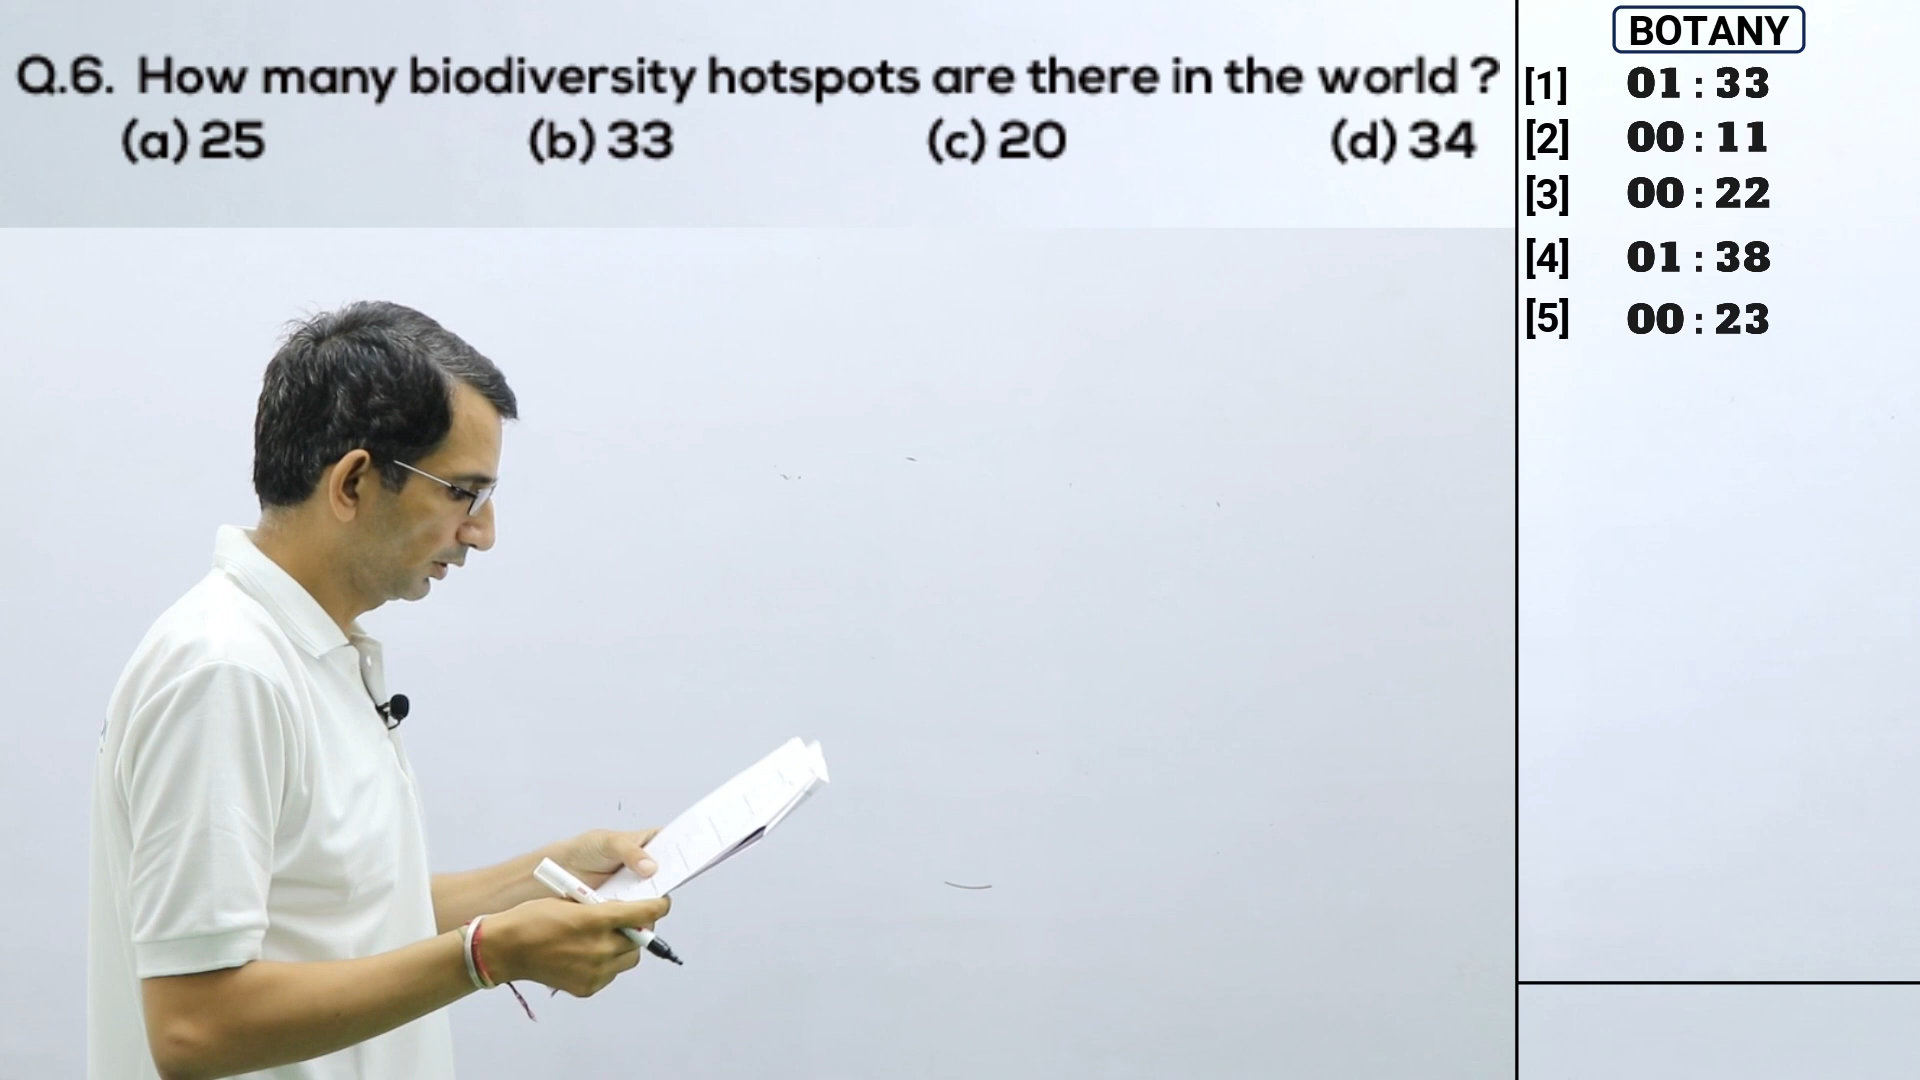 Q.6. How many biodiversity hotspots are there in the world ?
(a) 25 (b) 33 (c) 20 (d) 34
BOTANY
[1] 01 : 33
[2] 00 : 11
[3] 00 : 22
[4] 01 : 38
[5] 00 : 23